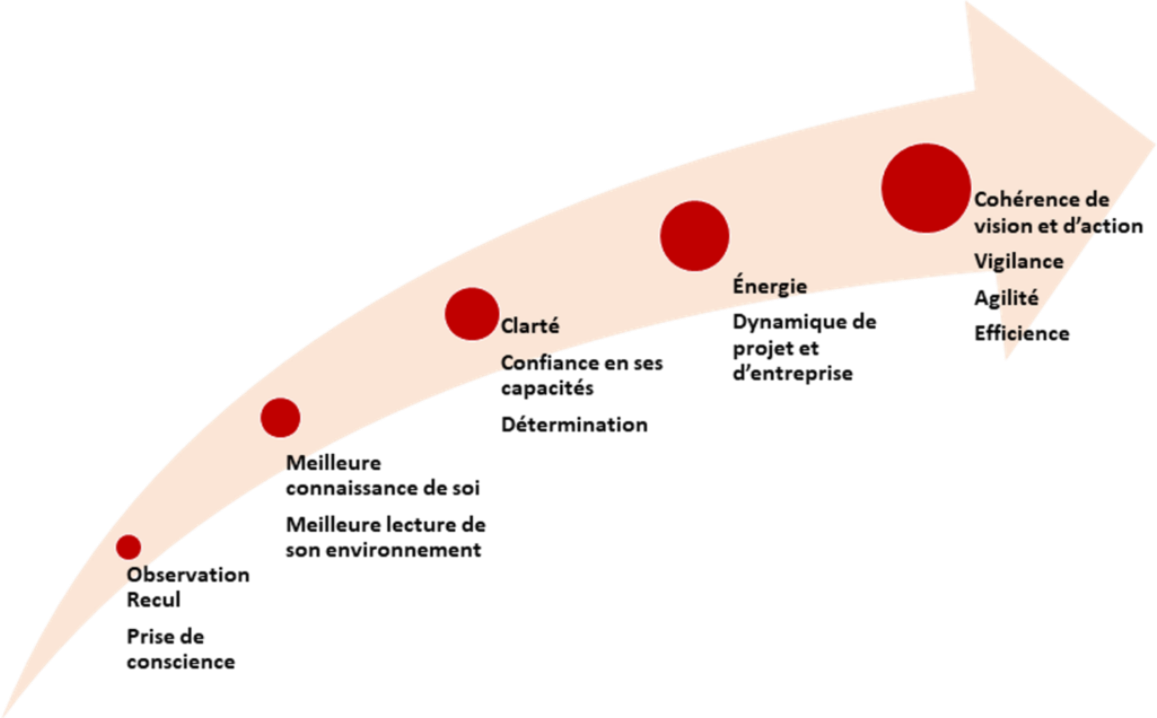 Observation
Recul
Prise de
conscience
Meilleure
connaissance de soi
Meilleure lecture de
son environnement
Clarté
Confiance en ses
capacités
Détermination
Énergie
Dynamique de
projet et
d’entreprise
Cohérence de
vision et d’action
Vigilance
Agilité
Efficience